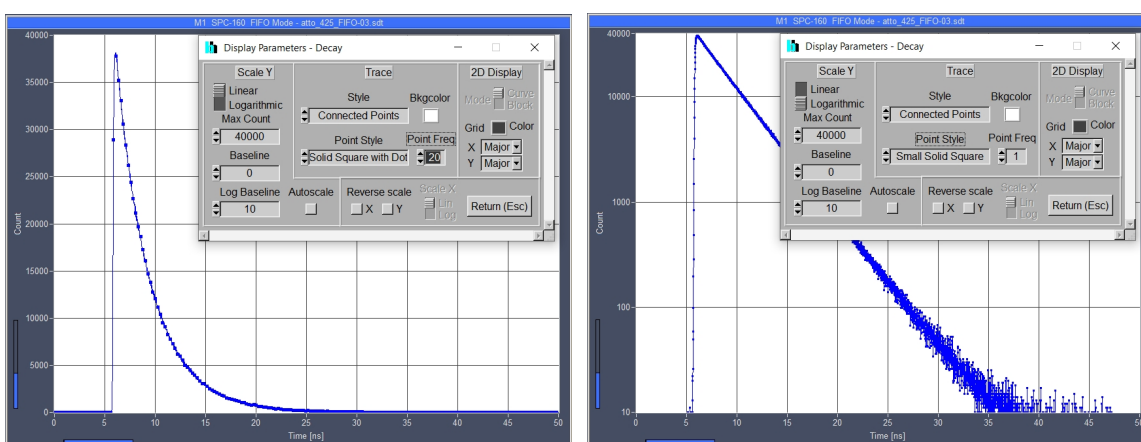 M1 SPC-160 FIFO Mode - atto_425_FIFO-03.sdt
40000
35000
30000
25000
20000
15000
10000
5000
0
Count
0 5 10 15 20 25 30 35 40 45 50
Time [ns]
Display Parameters - Decay
Scale Y Trace 2D Display
Linear
Logarithmic
Max Count
40000
Baseline
0
Log Baseline
10
Autoscale
Style
Connected Points
Bkgcolor
Point Style
Solid Square with Dot
Point Freq
20
Mode Curve
Block
Grid Color
X Major
Y Major
Reverse scale
X Y
Scale X
Lin
Log
Return (Esc)
M1 SPC-160 FIFO Mode - atto_425_FIFO-03.sdt
40000
10000
1000
100
10
Count
0 5 10 15 20 25 30 35 40 45
Time [ns]
Display Parameters - Decay
Scale Y Trace 2D Display
Linear
Logarithmic
Max Count
40000
Baseline
0
Log Baseline
10
Autoscale
Style
Connected Points
Bkgcolor
Point Style
Small Solid Square
Point Freq
1
Mode Curve
Block
Grid Color
X Major
Y Major
Reverse scale
X Y
Scale X
Lin
Log
Return (Esc)